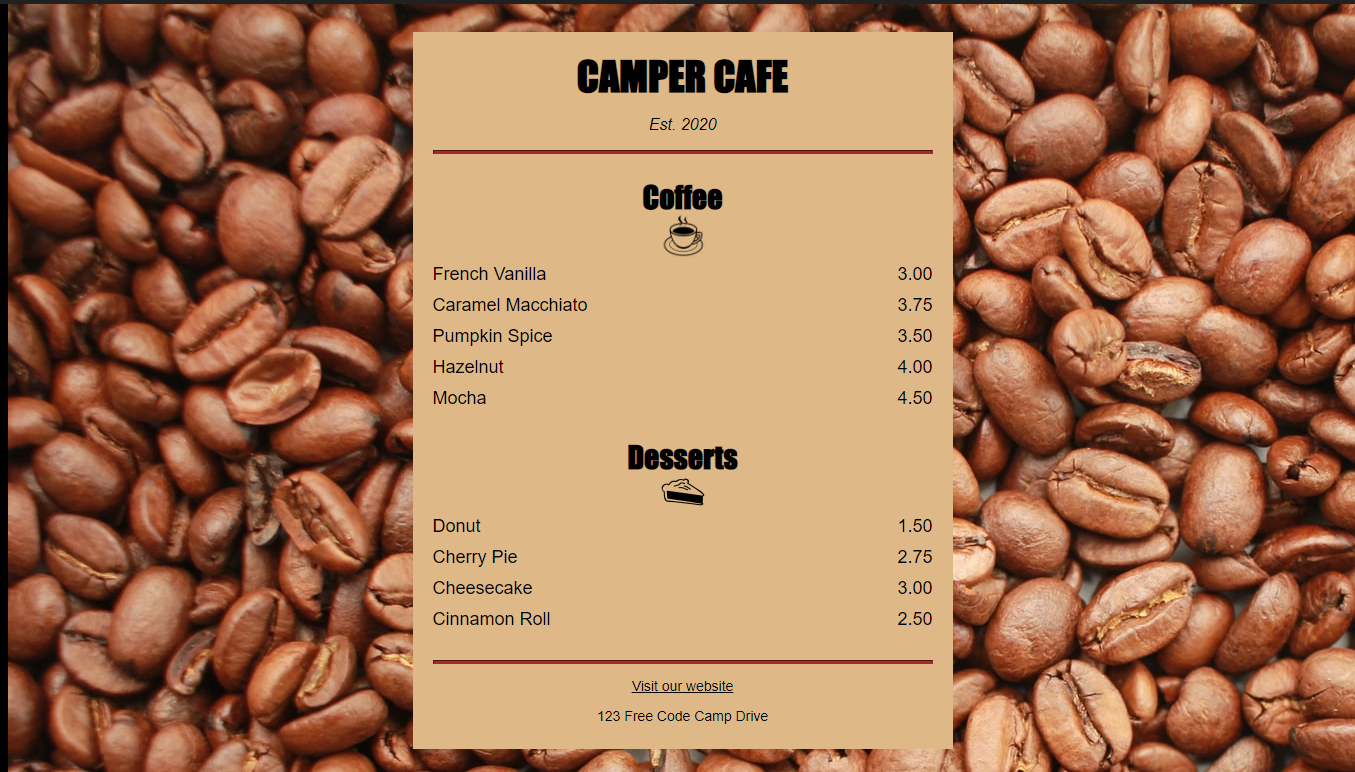 CAMPER CAFE
Est. 2020
Coffee
French Vanilla 3.00
Caramel Macchiato 3.75
Pumpkin Spice 3.50
Hazelnut 4.00
Mocha 4.50
Desserts
Donut 1.50
Cherry Pie 2.75
Cheesecake 3.00
Cinnamon Roll 2.50
Visit our website
123 Free Code Camp Drive